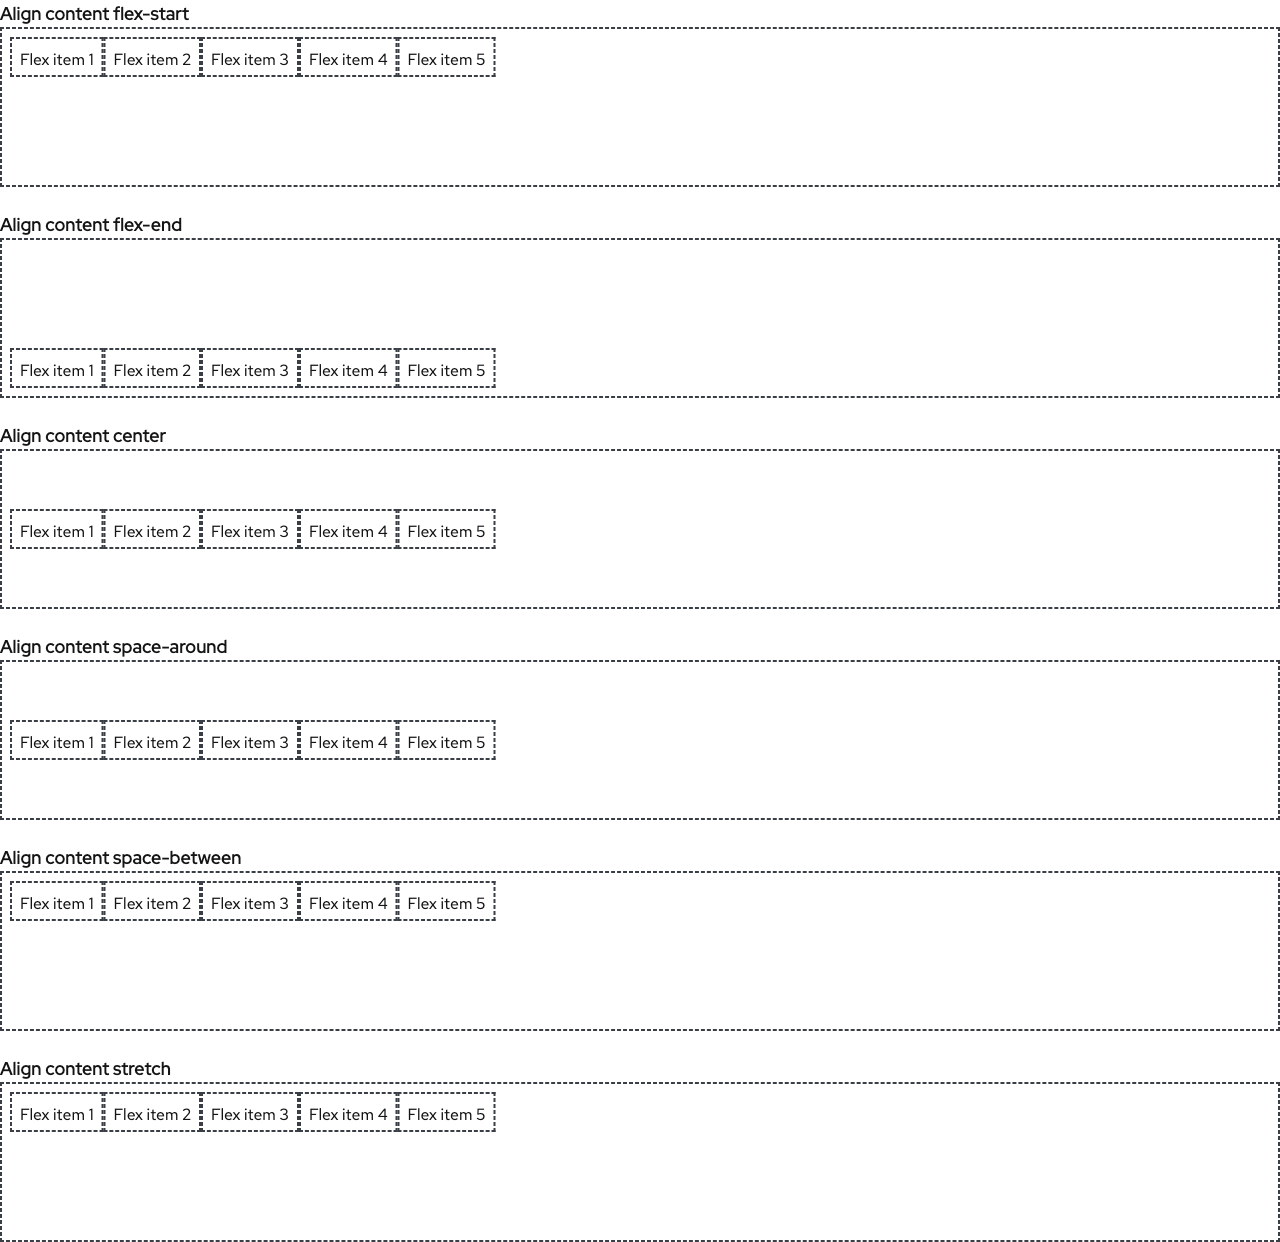 Align content flex-start
Flex item 1 Flex item 2 Flex item 3 Flex item 4 Flex item 5
Align content flex-end
Flex item 1 Flex item 2 Flex item 3 Flex item 4 Flex item 5
Align content center
Flex item 1 Flex item 2 Flex item 3 Flex item 4 Flex item 5
Align content space-around
Flex item 1 Flex item 2 Flex item 3 Flex item 4 Flex item 5
Align content space-between
Flex item 1 Flex item 2 Flex item 3 Flex item 4 Flex item 5
Align content stretch
Flex item 1 Flex item 2 Flex item 3 Flex item 4 Flex item 5